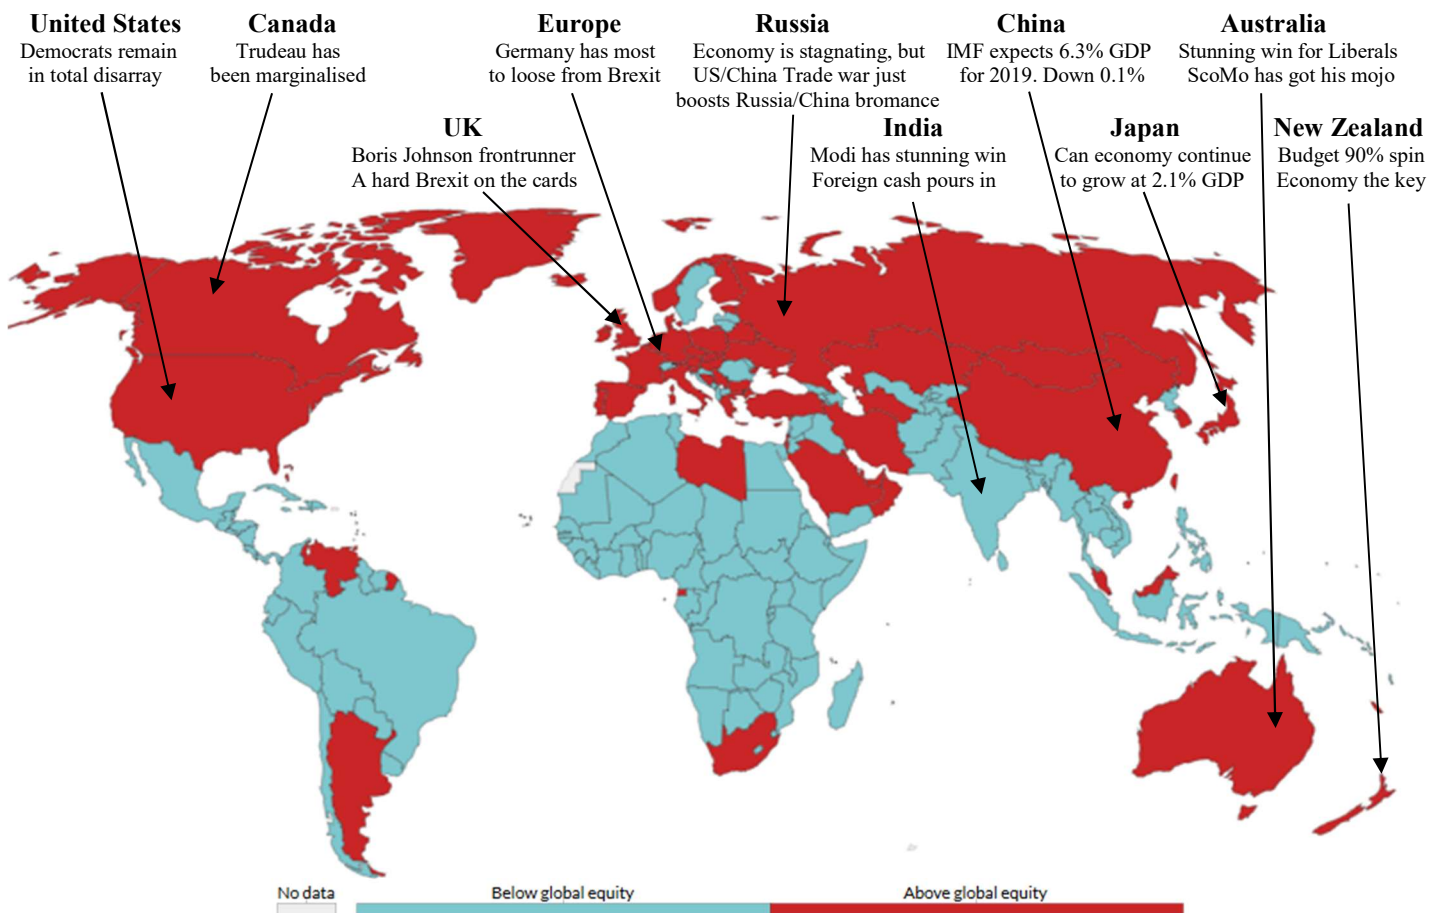 United States
Democrats remain
in total disarray
Canada
Trudeau has
been marginalised
Europe
Germany has most
to loose from Brexit
Russia
Economy is stagnating, but
US/China Trade war just
boosts Russia/China bromance
China
IMF expects 6.3% GDP
for 2019. Down 0.1%
Australia
Stunning win for Liberals
ScoMo has got his mojo
UK
Boris Johnson frontrunner
A hard Brexit on the cards
India
Modi has stunning win
Foreign cash pours in
Japan
Can economy continue
to grow at 2.1% GDP
New Zealand
Budget 90% spin
Economy the key
No data
Below global equity
Above global equity